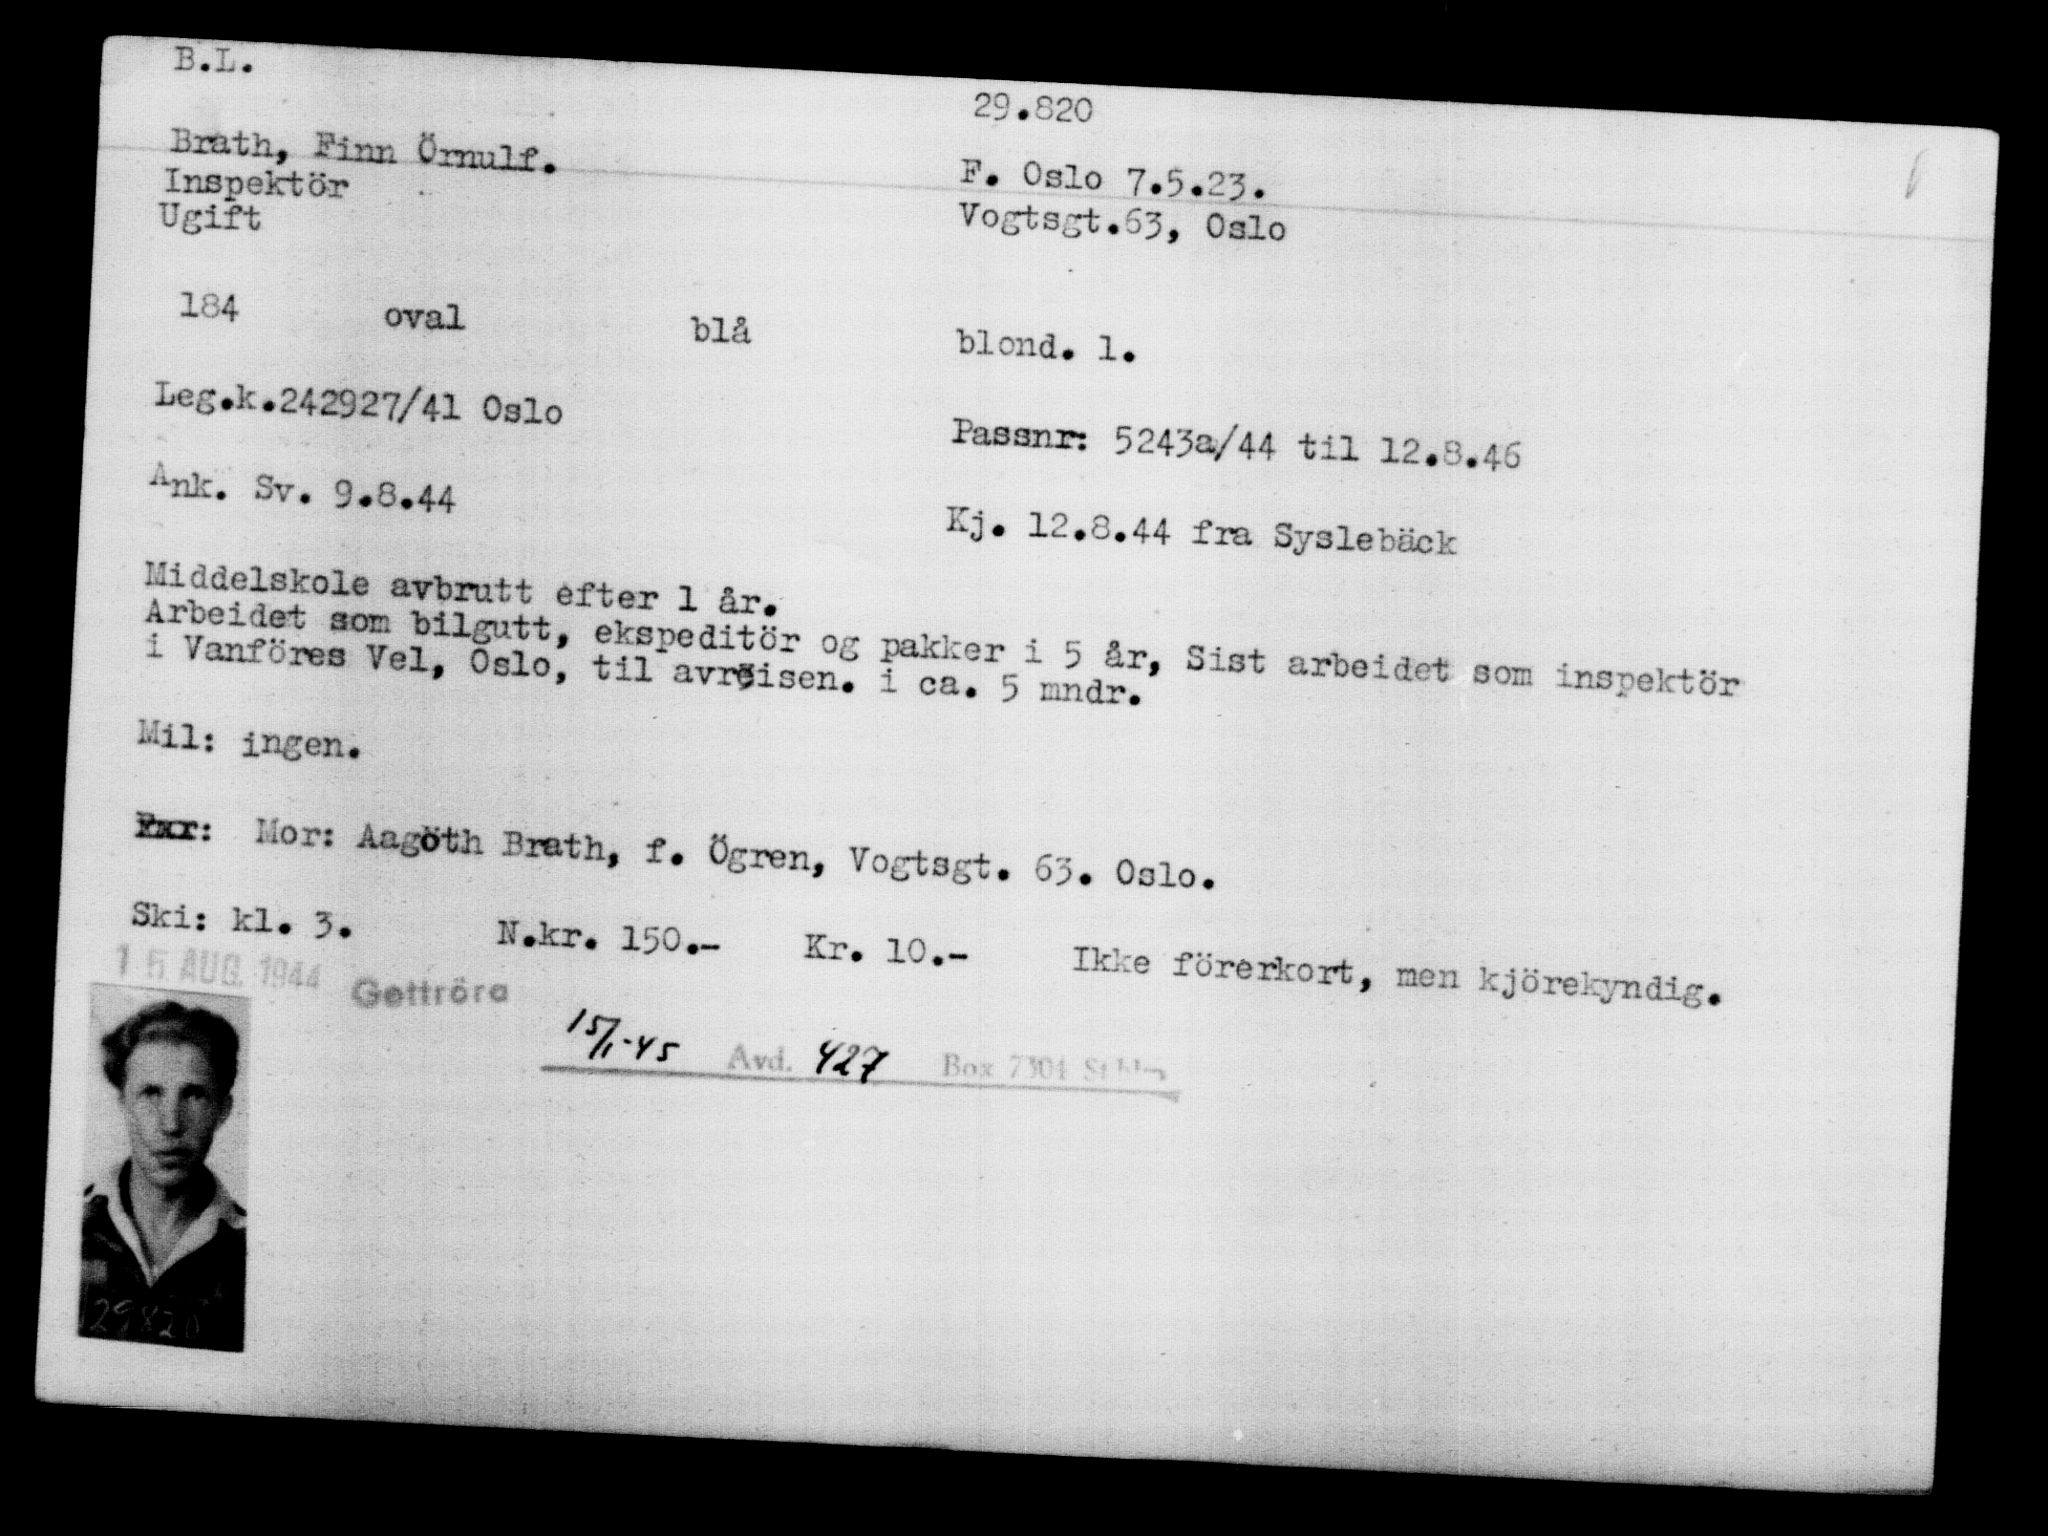 B.L.
29.820
Brath, Finn Örnulf.
F. Oslo 7.5.23.
Inspektör
Vogtsgt.63, Oslo
Ugift
184 oval blå blond. l.
Leg.k.242927/41 Oslo
Passnr: 5243a/44 til 12.8.46
Ank. Sv. 9.8.44
Kj. 12.8.44 fra Syslebäck
Middelskole avbrutt efter 1 år.
Arbeidet som bilgutt, ekspeditör og pakker i 5 år, Sist arbeidet som inspektör
i Vanföres Vel, Oslo, til avreisen. i ca. 5 mndr.
Mil: ingen.
Mor: Aagöth Brath, f. Ögren, Vogtsgt. 63. Oslo.
Ski: kl. 3. N.kr. 150.- Kr. 10.- Ikke förerkort, men kjörekyndig.
15 AUG. 1944 Gottröra
15/1-45 Avd. 427 Box 7304 Sthlm
29820